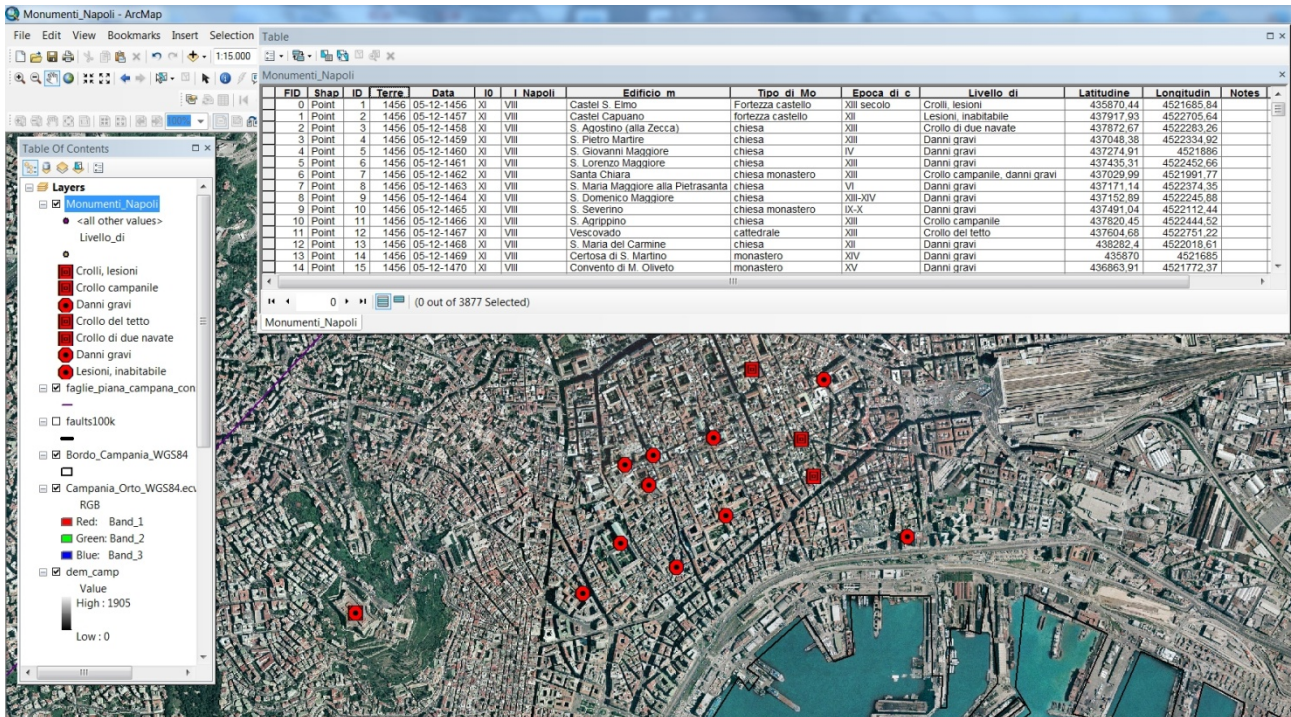 Monumenti_Napoli - ArcMap
File Edit View Bookmarks Insert Selection
1:15.000
100%
Table
Monumenti_Napoli
FID Shap ID Terre Data I0 I Napoli Edificio m Tipo di Mo Epoca di c Livello di Latitudine Longitudin Notes
0 Point 1 1456 05-12-1456 XI VIII Castel S. Elmo Fortezza castello XIII secolo Crolli, lesioni 435870,44 4521685,84
1 Point 2 1456 05-12-1457 XI VIII Castel Capuano fortezza castello XII Lesioni, inabitabile 437917,93 4522705,64
2 Point 3 1456 05-12-1458 XI VIII S. Agostino (alla Zecca) chiesa XIII Crollo di due navate 437872,67 4522283,26
3 Point 4 1456 05-12-1459 XI VIII S. Pietro Martire chiesa XIII Danni gravi 437048,38 4522334,92
4 Point 5 1456 05-12-1460 XI VIII S. Giovanni Maggiore chiesa IV Danni gravi 437274,91 4521886
5 Point 6 1456 05-12-1461 XI VIII S. Lorenzo Maggiore chiesa XIII Danni gravi 437435,31 4522452,66
6 Point 7 1456 05-12-1462 XI VIII Santa Chiara chiesa monastero XIII Crollo campanile, danni gravi 437029,99 4521991,77
7 Point 8 1456 05-12-1463 XI VIII S. Maria Maggiore alla Pietrasanta chiesa VI Danni gravi 437171,14 4522374,35
8 Point 9 1456 05-12-1464 XI VIII S. Domenico Maggiore chiesa XIII-XIV Danni gravi 437152,89 4522245,88
9 Point 10 1456 05-12-1465 XI VIII S. Severino chiesa monastero IX-X Danni gravi 437491,04 4522112,44
10 Point 11 1456 05-12-1466 XI VIII S. Agrippino chiesa XIII Crollo campanile 437820,45 4522444,52
11 Point 12 1456 05-12-1467 XI VIII Vescovado cattedrale XIII Crollo del tetto 437604,68 4522751,22
12 Point 13 1456 05-12-1468 XI VIII S. Maria del Carmine chiesa XII Danni gravi 438282,4 4522018,61
13 Point 14 1456 05-12-1469 XI VIII Certosa di S. Martino monastero XIV Danni gravi 435870 4521685
14 Point 15 1456 05-12-1470 XI VIII Convento di M. Oliveto monastero XV Danni gravi 436863,91 4521772,37
0 (0 out of 3877 Selected)
Monumenti_Napoli
Table Of Contents
Layers
Monumenti_Napoli
<all other values>
Livello_di
Crolli, lesioni
Crollo campanile
Danni gravi
Crollo del tetto
Crollo di due navate
Danni gravi
Lesioni, inabitabile
faglie_piana_campana_con
faults100k
Bordo_Campania_WGS84
Campania_Orto_WGS84.ecw
RGB
Red: Band_1
Green: Band_2
Blue: Band_3
dem_camp
Value
High : 1905
Low : 0